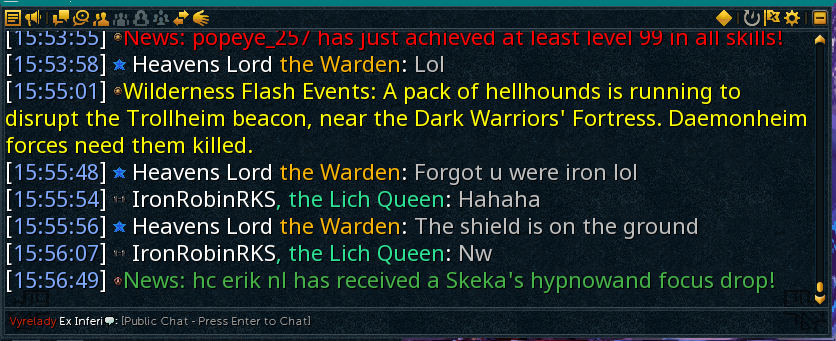 [15:53:55] News: popeye_257 has just achieved at least level 99 in all skills!
[15:53:58] Heavens Lord the Warden: Lol
[15:55:01] Wilderness Flash Events: A pack of hellhounds is running to
disrupt the Trollheim beacon, near the Dark Warriors' Fortress. Daemonheim
forces need them killed.
[15:55:48] Heavens Lord the Warden: Forgot u were iron lol
[15:55:54] IronRobinRKS, the Lich Queen: Hahaha
[15:55:56] Heavens Lord the Warden: The shield is on the ground
[15:56:07] IronRobinRKS, the Lich Queen: Nw
[15:56:49] News: hc erik nl has received a Skeka's hypnowand focus drop!
Vyrelady Ex Inferi: [Public Chat - Press Enter to Chat]